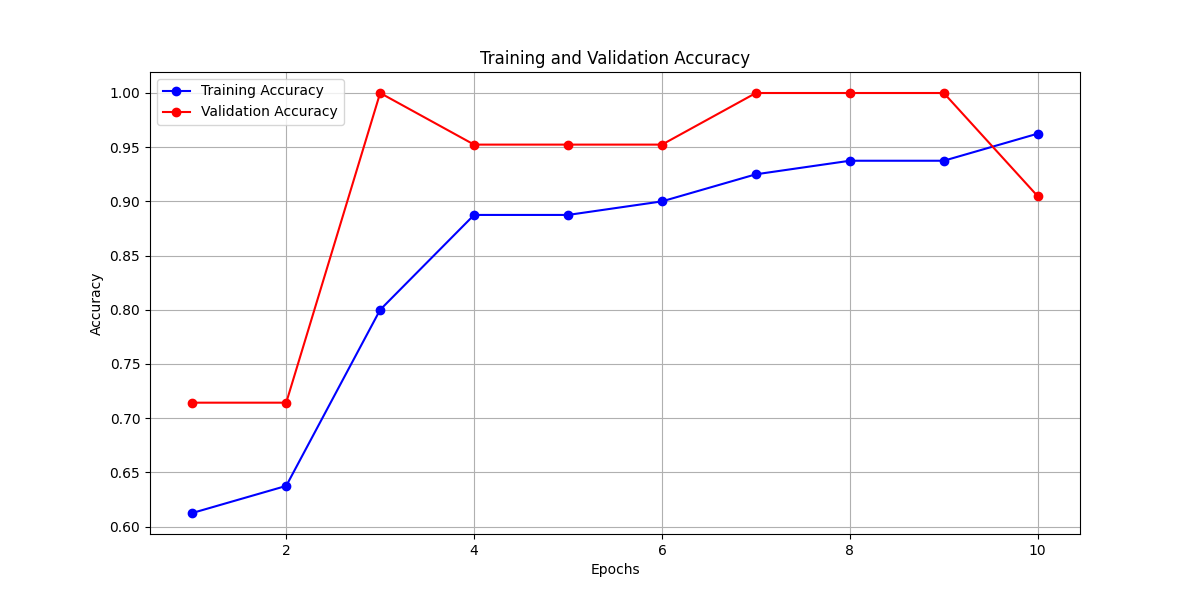 Training and Validation Accuracy
Training Accuracy
Validation Accuracy
1.00
0.95
0.90
0.85
0.80
0.75
0.70
0.65
0.60
Accuracy
2 4 6 8 10
Epochs